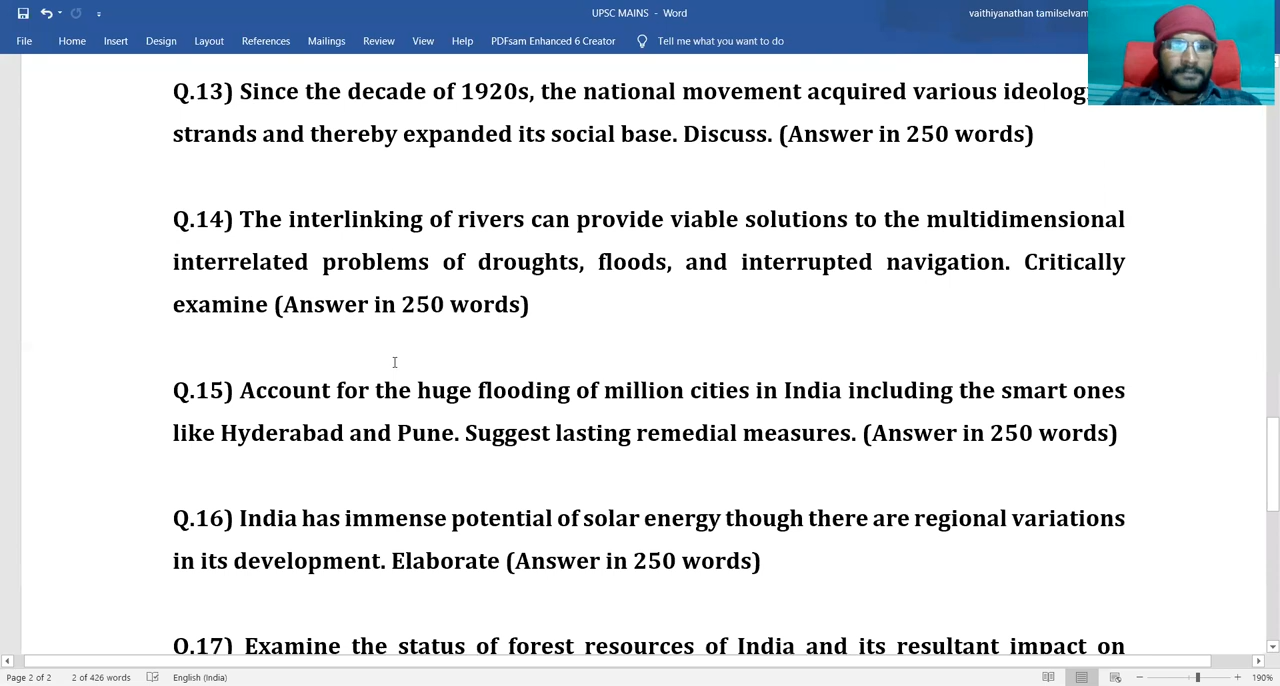 UPSC MAINS - Word
vaithiyanathan tamilselvam
File Home Insert Design Layout References Mailings Review View Help PDFsam Enhanced 6 Creator Tell me what you want to do
Q.13) Since the decade of 1920s, the national movement acquired various
strands and thereby expanded its social base. Discuss. (Answer in 250 words)
Q.14) The interlinking of rivers can provide viable solutions to the multidimensional
interrelated problems of droughts, floods, and interrupted navigation. Critically
examine (Answer in 250 words)
Q.15) Account for the huge flooding of million cities in India including the smart ones
like Hyderabad and Pune. Suggest lasting remedial measures. (Answer in 250 words)
Q.16) India has immense potential of solar energy though there are regional variations
in its development. Elaborate (Answer in 250 words)
Q.17) Examine the status of forest resources of India and its resultant impact on
Page 2 of 2 2 of 426 words English (India) 190%